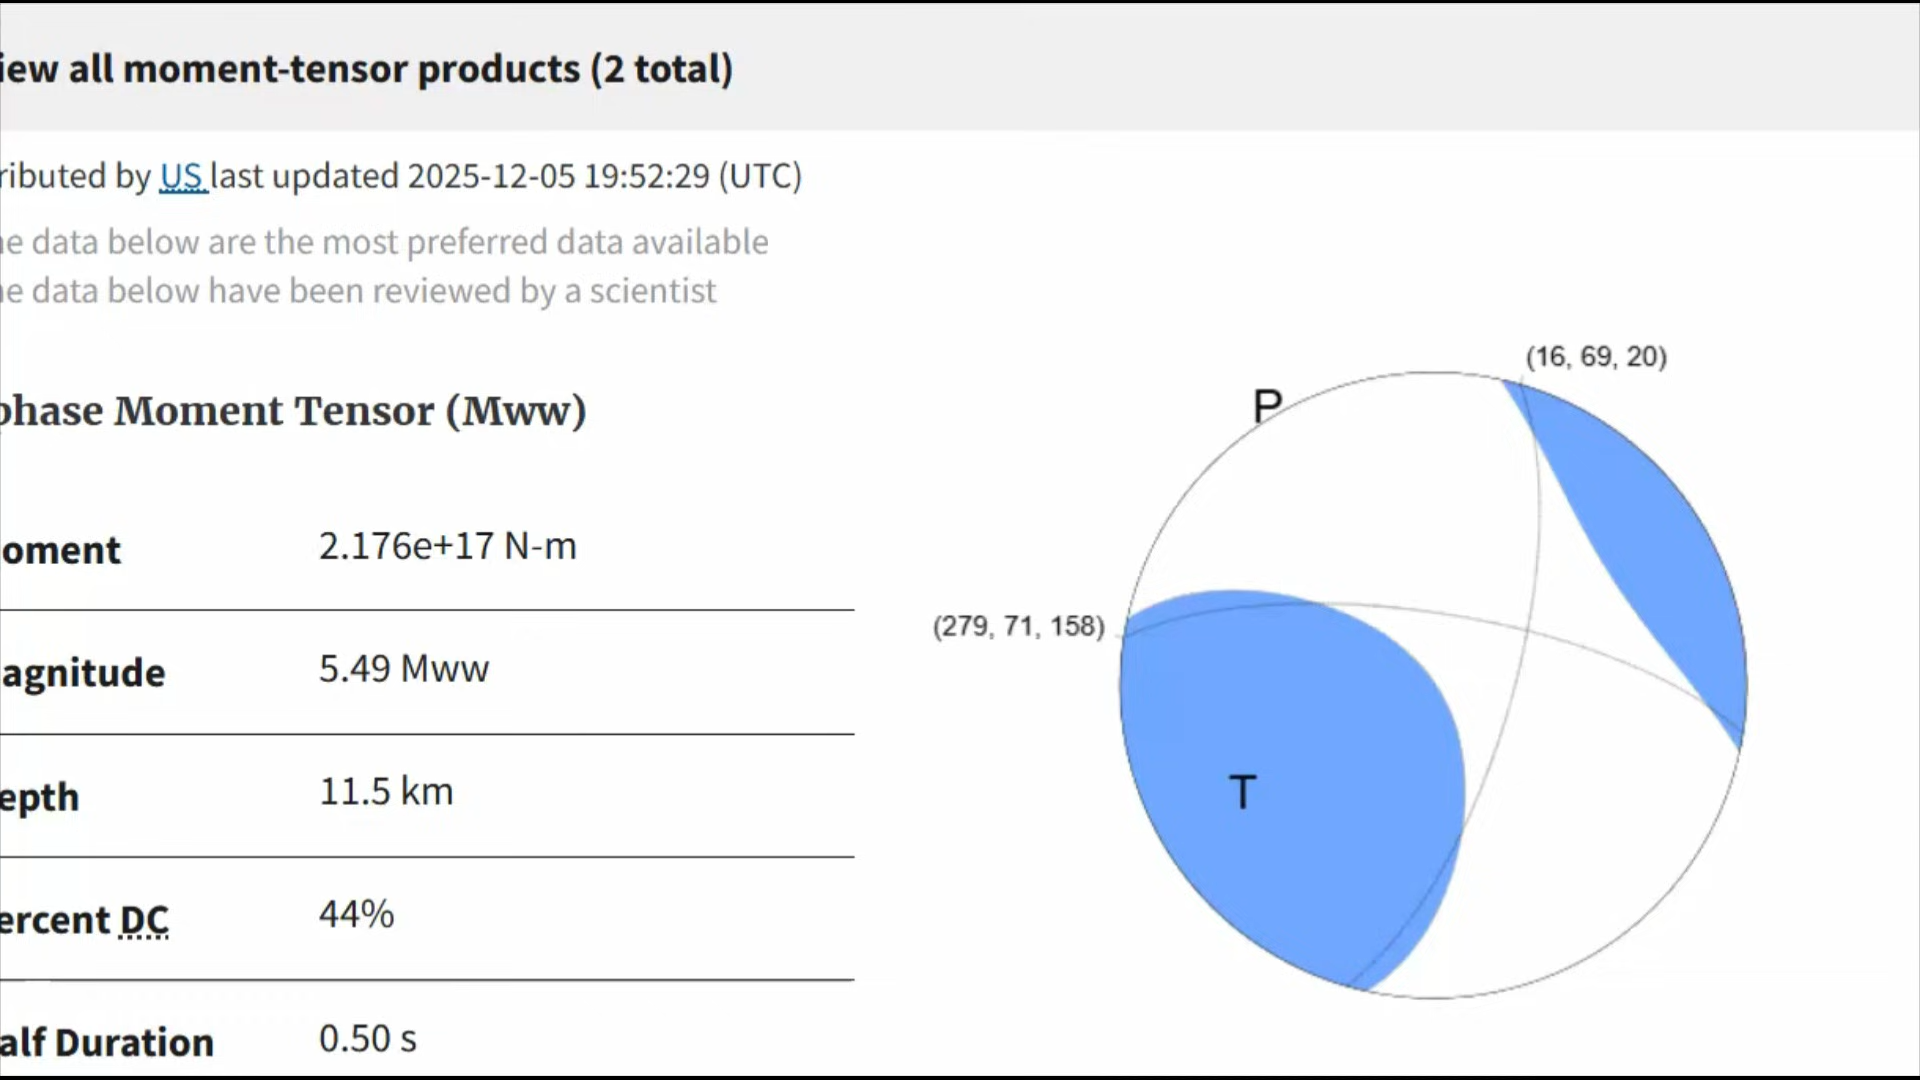 iew all moment-tensor products (2 total)
ributed by US last updated 2025-12-05 19:52:29 (UTC)
e data below are the most preferred data available
e data below have been reviewed by a scientist
phase Moment Tensor (Mww)
oment 2.176e+17 N-m
agnitude 5.49 Mww
epth 11.5 km
ercent DC 44%
alf Duration 0.50 s
(16, 69, 20)
P
(279, 71, 158)
T